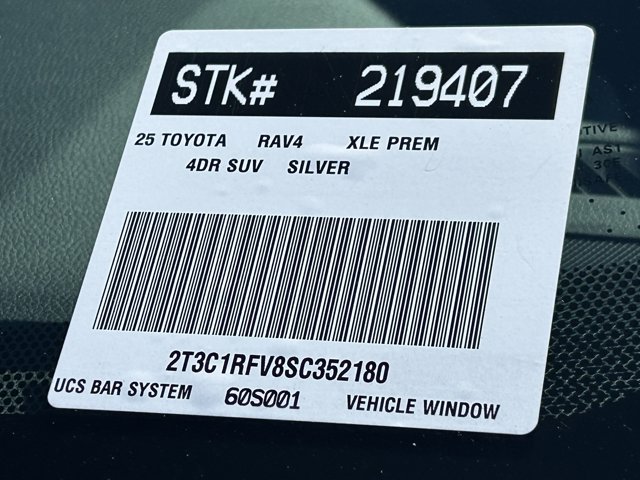 STK# 219407
25 TOYOTA RAV4 XLE PREM
4DR SUV SILVER
2T3C1RFV8SC352180
UCS BAR SYSTEM 60S001 VEHICLE WINDOW